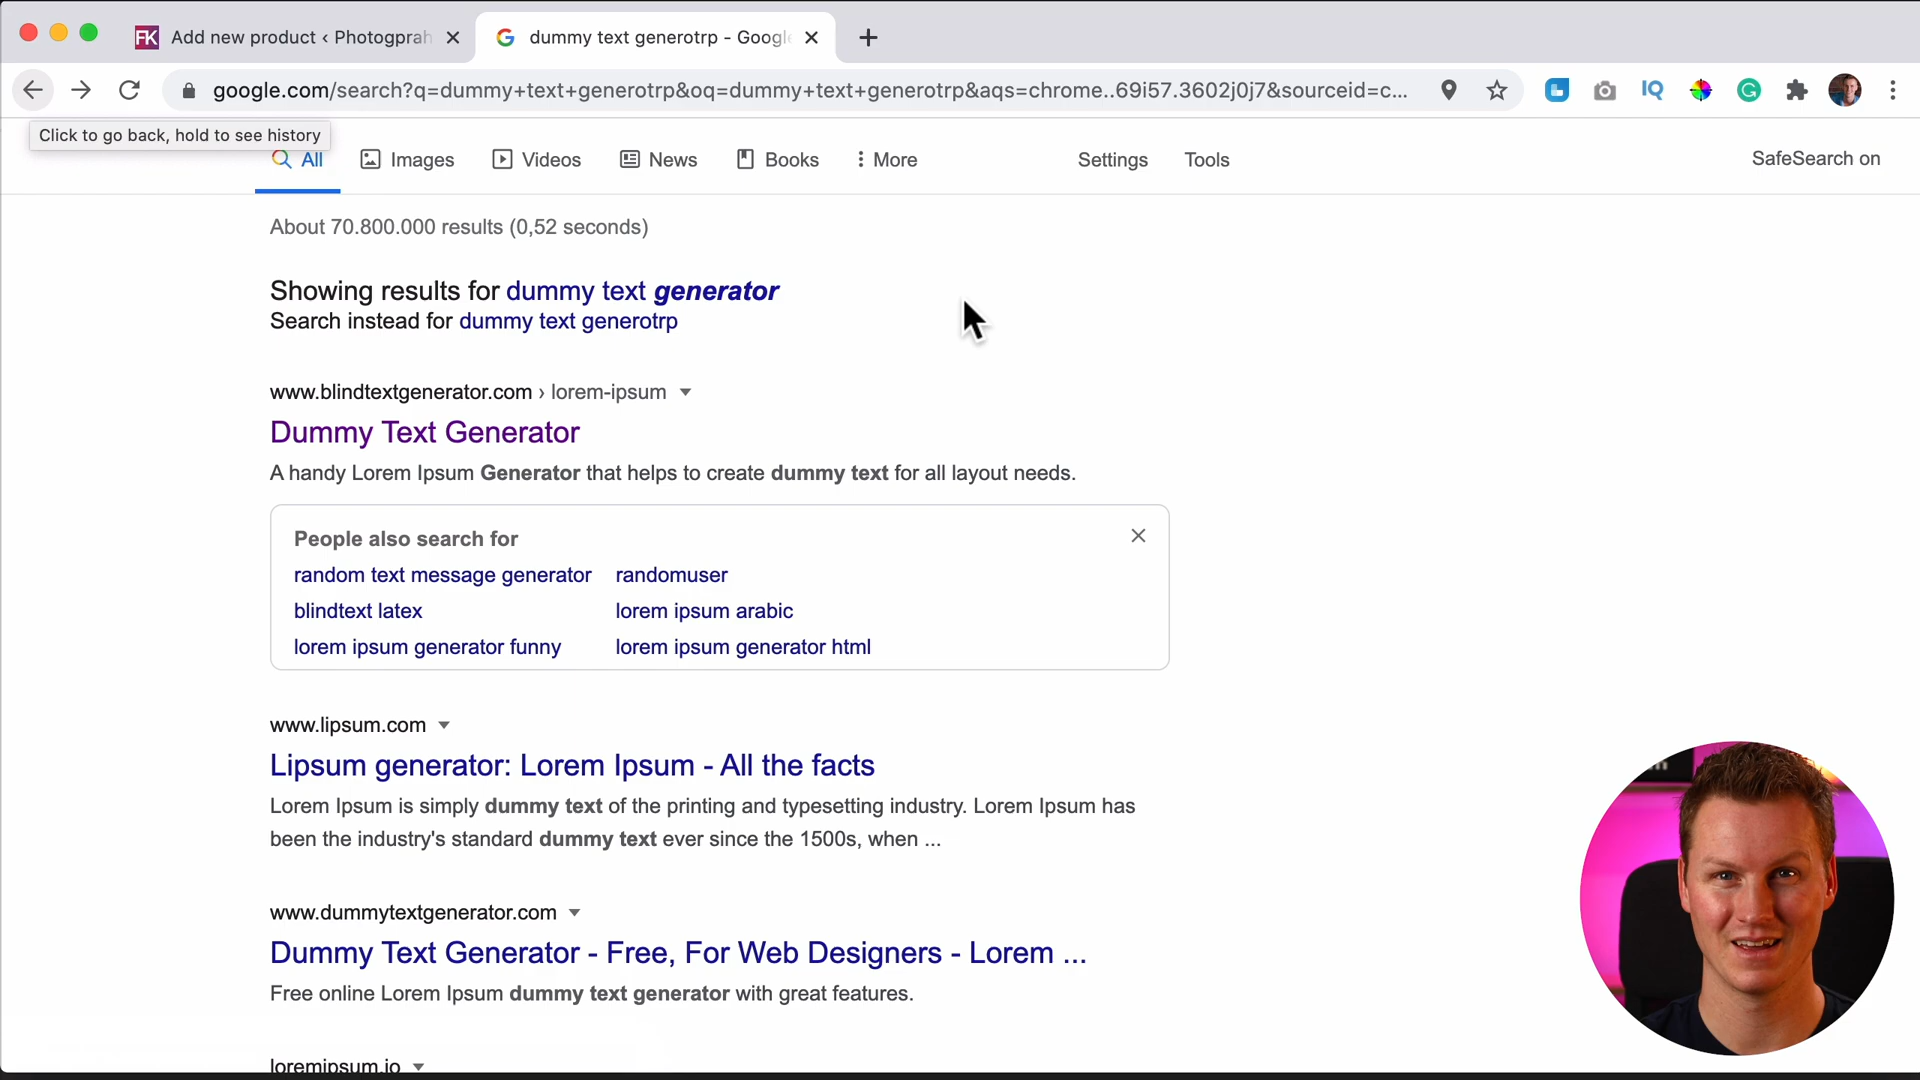 FK Add new product ‹ Photogprah
dummy text generotrp - Googl
google.com/search?q=dummy+text+generotrp&oq=dummy+text+generotrp&aqs=chrome..69i57.3602j0j7&sourceid=c...
IQ
Click to go back, hold to see history
All
Images
Videos
News
Books
More
Settings
Tools
SafeSearch on
About 70.800.000 results (0,52 seconds)
Showing results for dummy text generator
Search instead for dummy text generotrp
www.blindtextgenerator.com › lorem-ipsum
Dummy Text Generator
A handy Lorem Ipsum Generator that helps to create dummy text for all layout needs.
People also search for
random text message generator
randomuser
blindtext latex
lorem ipsum arabic
lorem ipsum generator funny
lorem ipsum generator html
www.lipsum.com
Lipsum generator: Lorem Ipsum - All the facts
Lorem Ipsum is simply dummy text of the printing and typesetting industry. Lorem Ipsum has
been the industry's standard dummy text ever since the 1500s, when ...
www.dummytextgenerator.com
Dummy Text Generator - Free, For Web Designers - Lorem ...
Free online Lorem Ipsum dummy text generator with great features.
loremipsum.io